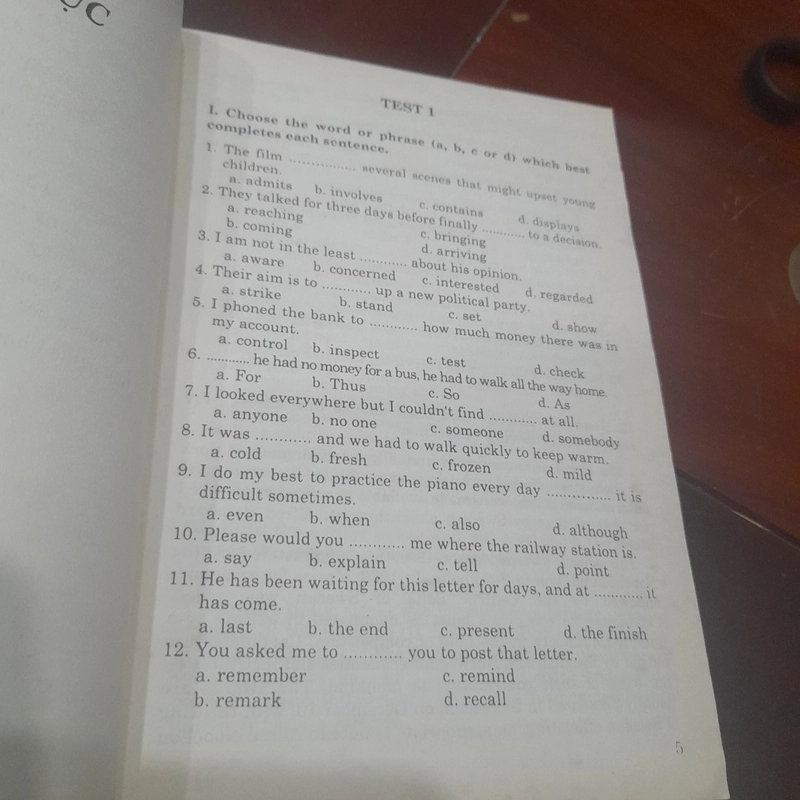 ỤC
TEST 1
I. Choose the word or phrase (a, b, c or d) which best
completes each sentence.
1. The film ................ several scenes that might upset young
children.
a. admits b. involves c. contains d. displays
2. They talked for three days before finally ........... to a decision.
a. reaching c. bringing
b. coming d. arriving
3. I am not in the least ............ about his opinion.
a. aware b. concerned c. interested d. regarded
4. Their aim is to ............ up a new political party.
a. strike b. stand c. set d. show
5. I phoned the bank to ............ how much money there was in
my account.
a. control b. inspect c. test d. check
6. ............ he had no money for a bus, he had to walk all the way home.
a. For b. Thus c. So d. As
7. I looked everywhere but I couldn't find ............ at all.
a. anyone b. no one c. someone d. somebody
8. It was ............ and we had to walk quickly to keep warm.
a. cold b. fresh c. frozen d. mild
9. I do my best to practice the piano every day ............... it is
difficult sometimes.
a. even b. when c. also d. although
10. Please would you ............ me where the railway station is.
a. say b. explain c. tell d. point
11. He has been waiting for this letter for days, and at ............ it
has come.
a. last b. the end c. present d. the finish
12. You asked me to ............ you to post that letter.
a. remember c. remind
b. remark d. recall
5